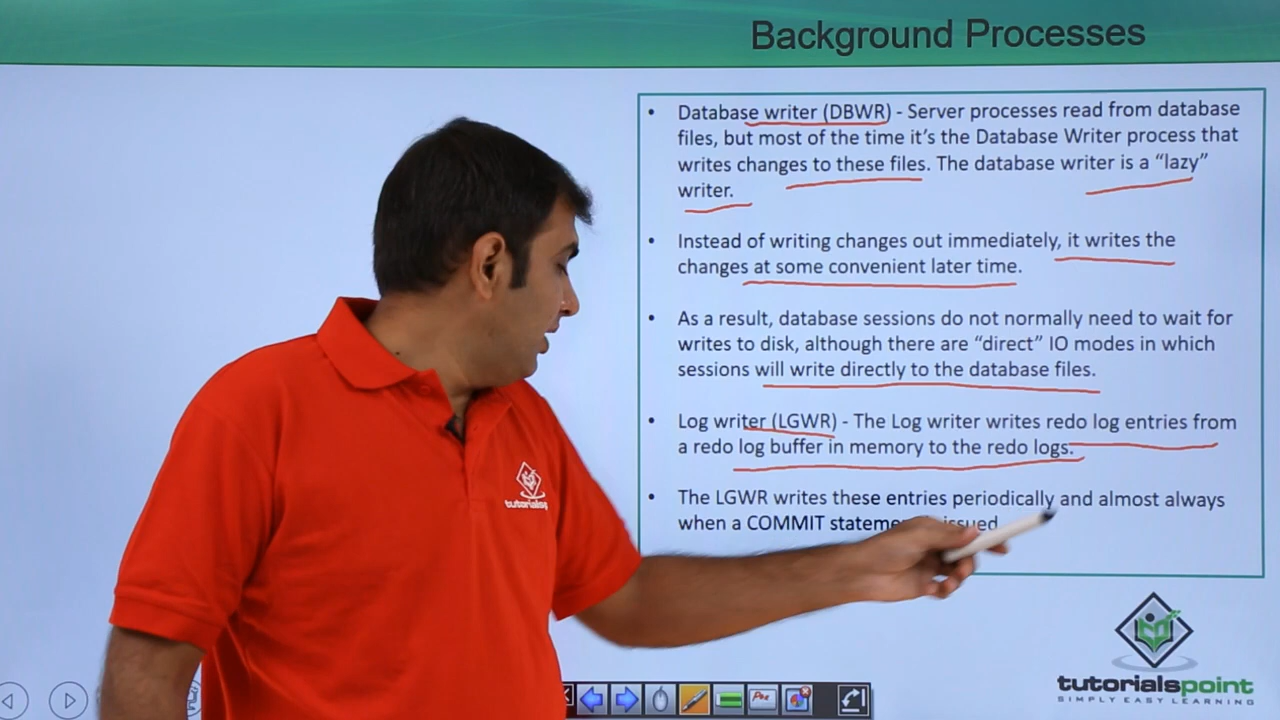 Background Processes
• Database writer (DBWR) - Server processes read from database
files, but most of the time it's the Database Writer process that
writes changes to these files. The database writer is a "lazy"
writer.
• Instead of writing changes out immediately, it writes the
changes at some convenient later time.
• As a result, database sessions do not normally need to wait for
writes to disk, although there are "direct" IO modes in which
sessions will write directly to the database files.
• Log writer (LGWR) - The Log writer writes redo log entries from
a redo log buffer in memory to the redo logs.
• The LGWR writes these entries periodically and almost always
when a COMMIT issued
tutorialspoint
SIMPLY EASY LEARNING